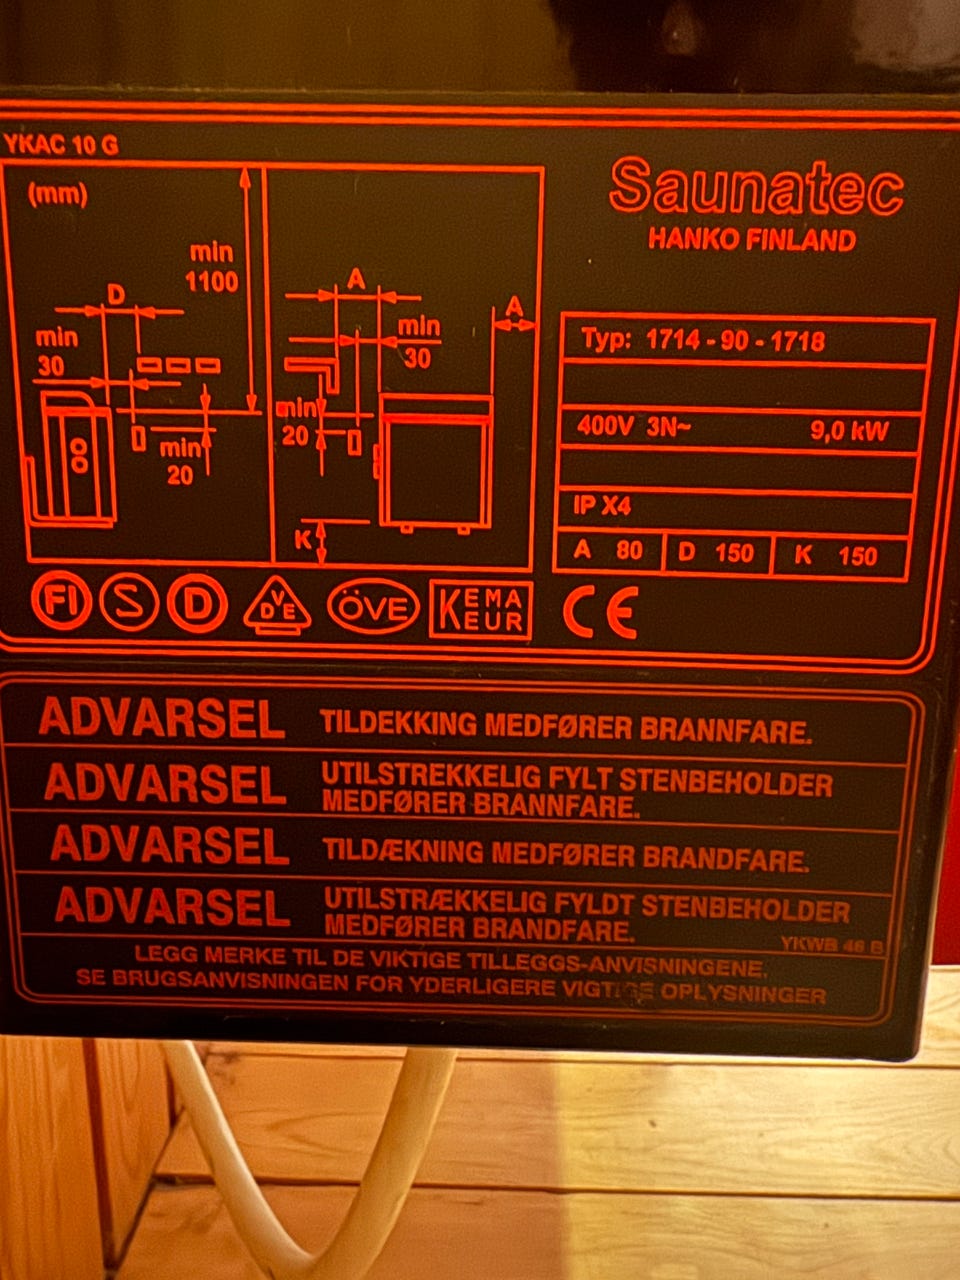 YKAC 10 G
(mm)
min
1100
D
min
30
min
20
A
A
min
30
min
20
K
Saunatec
HANKO FINLAND
Typ: 1714 - 90 - 1718
400V 3N~ 9,0 kW
IP X4
A 80 D 150 K 150
FI S D VDE ÖVE KEMA KEUR CE
ADVARSEL TILDEKKING MEDFØRER BRANNFARE.
ADVARSEL UTILSTREKKELIG FYLT STENBEHOLDER
MEDFØRER BRANNFARE.
ADVARSEL TILDÆKNING MEDFØRER BRANDFARE.
ADVARSEL UTILSTRÆKKELIG FYLDT STENBEHOLDER
MEDFØRER BRANDFARE.
YKWB 46 B
LEGG MERKE TIL DE VIKTIGE TILLEGGS-ANVISNINGENE.
SE BRUGSANVISNINGEN FOR YDERLIGERE VIGTIGE OPLYSNINGER